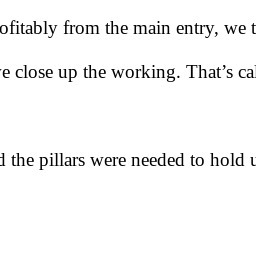 ofitably from the main entry, we t
e close up the working. That’s cal
d the pillars were needed to hold u